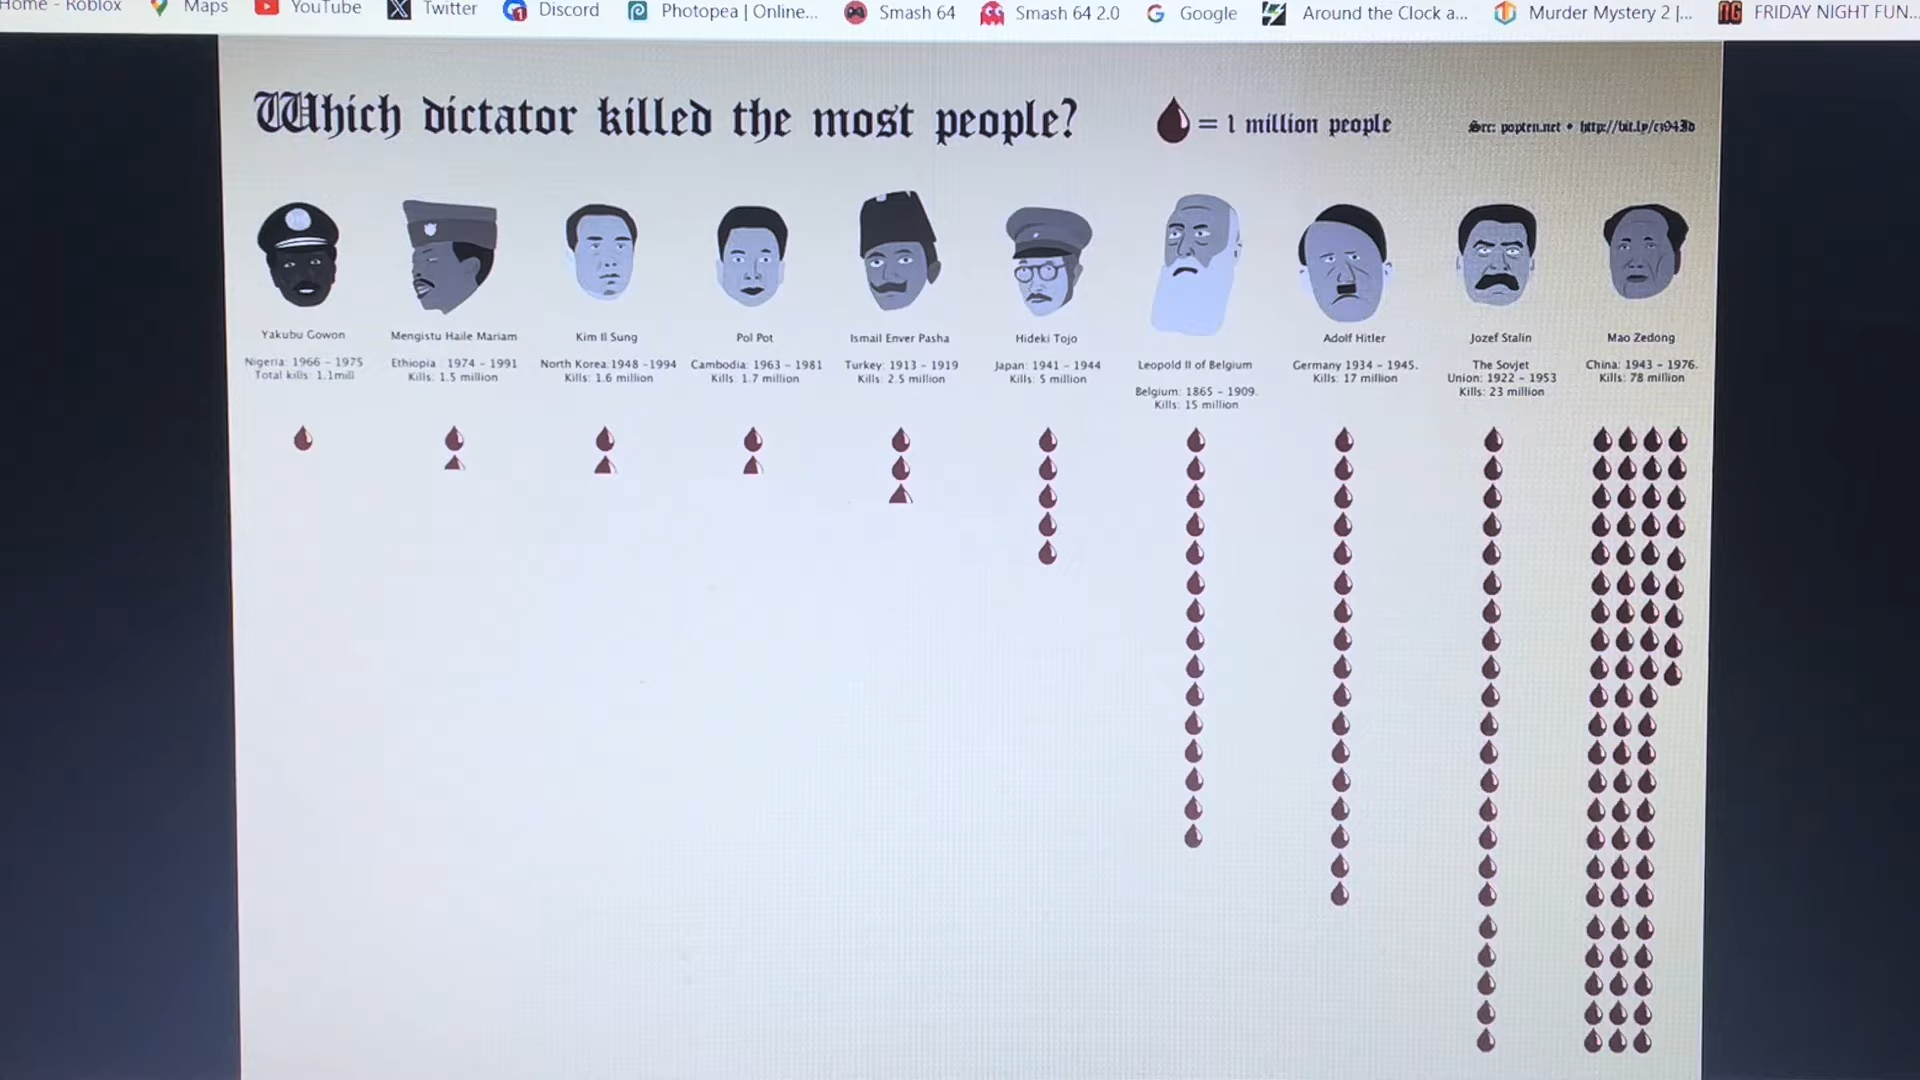 Home - Roblox Maps YouTube Twitter Discord Photopea | Online... Smash 64 Smash 64 2.0 Google Around the Clock a... Murder Mystery 2 |... FRIDAY NIGHT FUN...
Which dictator killed the most people? = 1 million people Src: popten.net •
Yakubu Gowon
Nigeria: 1966 - 1975
Total kills: 1.1mill
Mengistu Haile Mariam
Ethiopia : 1974 - 1991
Kills: 1.5 million
Kim Il Sung
North Korea:1948 -1994
Kills: 1.6 million
Pol Pot
Cambodia: 1963 - 1981
Kills: 1.7 million
Ismail Enver Pasha
Turkey: 1913 - 1919
Kills: 2.5 million
Hideki Tojo
Japan: 1941 - 1944
Kills: 5 million
Leopold II of Belgium
Belgium: 1865 - 1909.
Kills: 15 million
Adolf Hitler
Germany 1934 - 1945.
Kills: 17 million
Jozef Stalin
The Sovjet
Union: 1922 - 1953
Kills: 23 million
Mao Zedong
China: 1943 - 1976.
Kills: 78 million